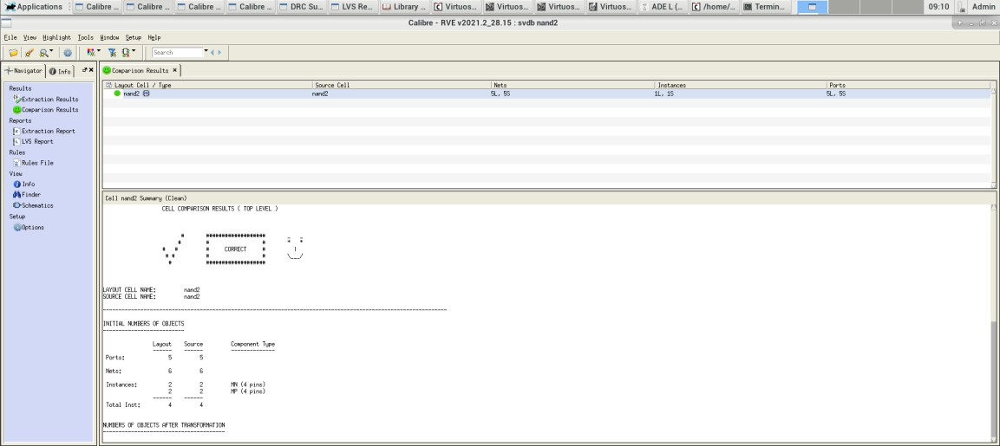 Applications Calibre ... Calibre ... Calibre ... Calibre ... DRC Su... LVS Re... Library ... Virtuos... Virtuos... Virtuos... Virtuos... ADE L (... /home/... Termin... 09:10 Admin
Calibre - RVE v2021.2_28.15 : svdb nand2
File View Highlight Tools Window Setup Help
Search
Navigator Info
Comparison Results
Results
Extraction Results
Comparison Results
Reports
Extraction Report
LVS Report
Rules
Rules File
View
Info
Finder
Schematics
Setup
Options
Layout Cell / Type Source Cell Nets Instances Ports
nand2 nand2 5L, 5S 1L, 1S 5L, 5S
Cell nand2 Summary (Clean)
CELL COMPARISON RESULTS ( TOP LEVEL )
CORRECT
LAYOUT CELL NAME: nand2
SOURCE CELL NAME: nand2
INITIAL NUMBERS OF OBJECTS
Layout Source Component Type
Ports: 5 5
Nets: 6 6
Instances: 2 2 MN (4 pins)
2 2 MP (4 pins)
Total Inst: 4 4
NUMBERS OF OBJECTS AFTER TRANSFORMATION